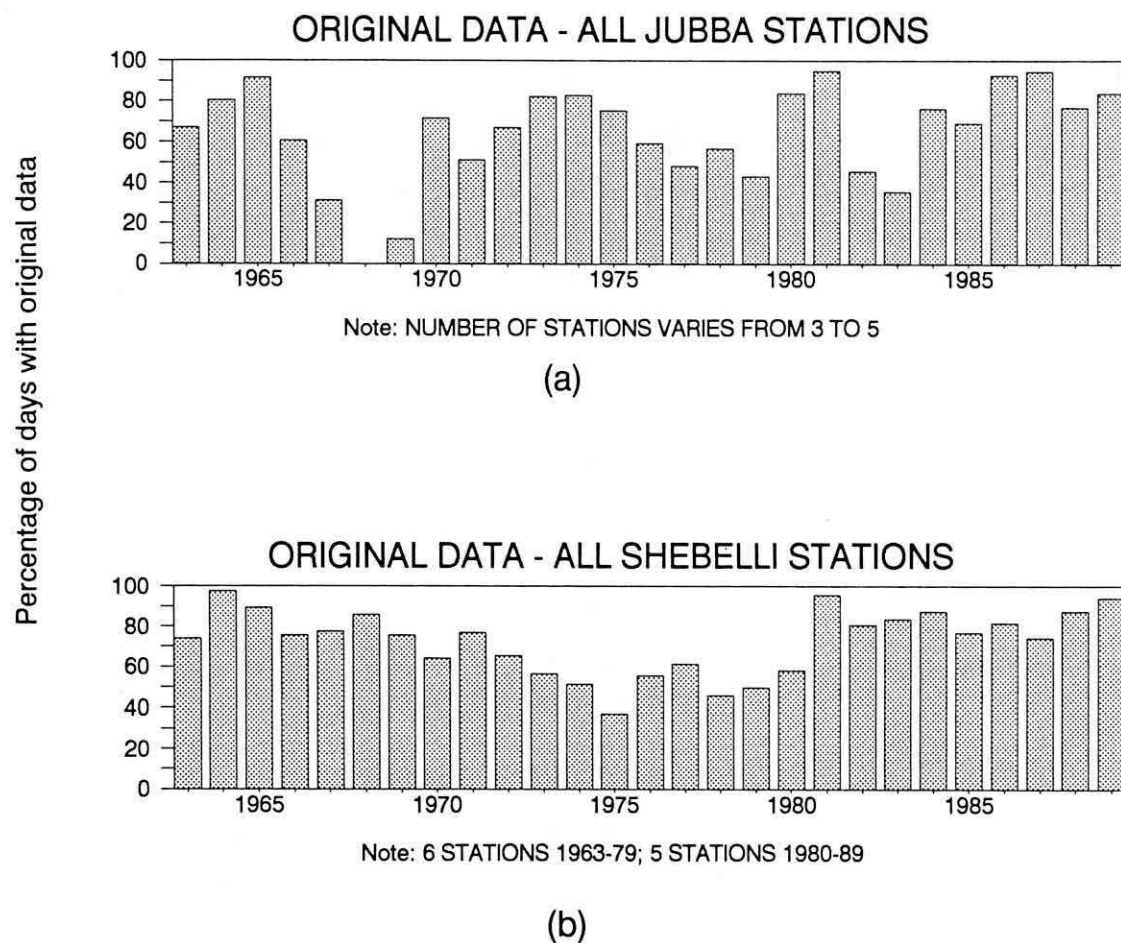 ORIGINAL DATA - ALL JUBBA STATIONS
100
80
60
40
20
0
1965 1970 1975 1980 1985
Note: NUMBER OF STATIONS VARIES FROM 3 TO 5
(a)
Percentage of days with original data
ORIGINAL DATA - ALL SHEBELLI STATIONS
100
80
60
40
20
0
1965 1970 1975 1980 1985
Note: 6 STATIONS 1963-79; 5 STATIONS 1980-89
(b)